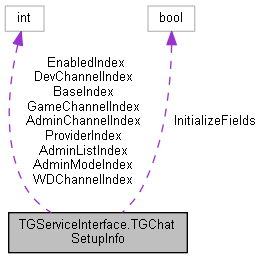 int
bool
EnabledIndex
DevChannelIndex
BaseIndex
GameChannelIndex
AdminChannelIndex
ProviderIndex
AdminListIndex
AdminModeIndex
WDChannelIndex
InitializeFields
TGServiceInterface.TGChat
SetupInfo